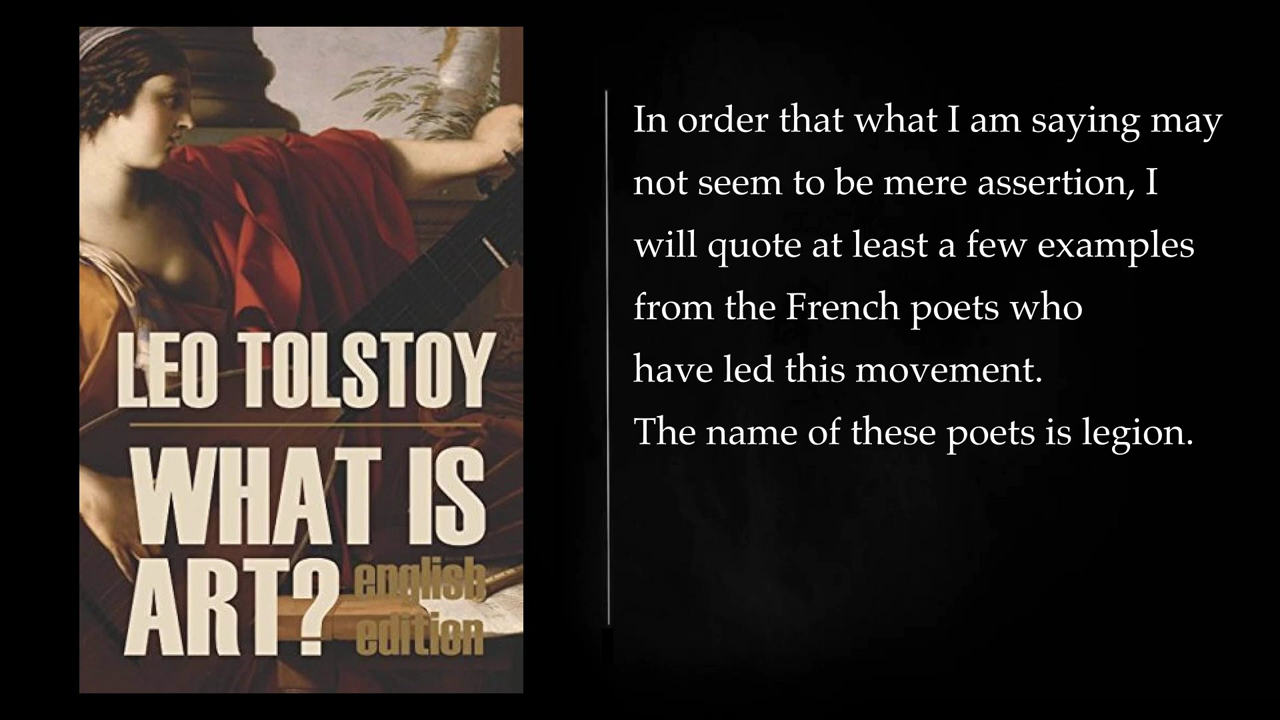 LEO TOLSTOY
WHAT IS
ART?
english
edition
In order that what I am saying may
not seem to be mere assertion, I
will quote at least a few examples
from the French poets who
have led this movement.
The name of these poets is legion.